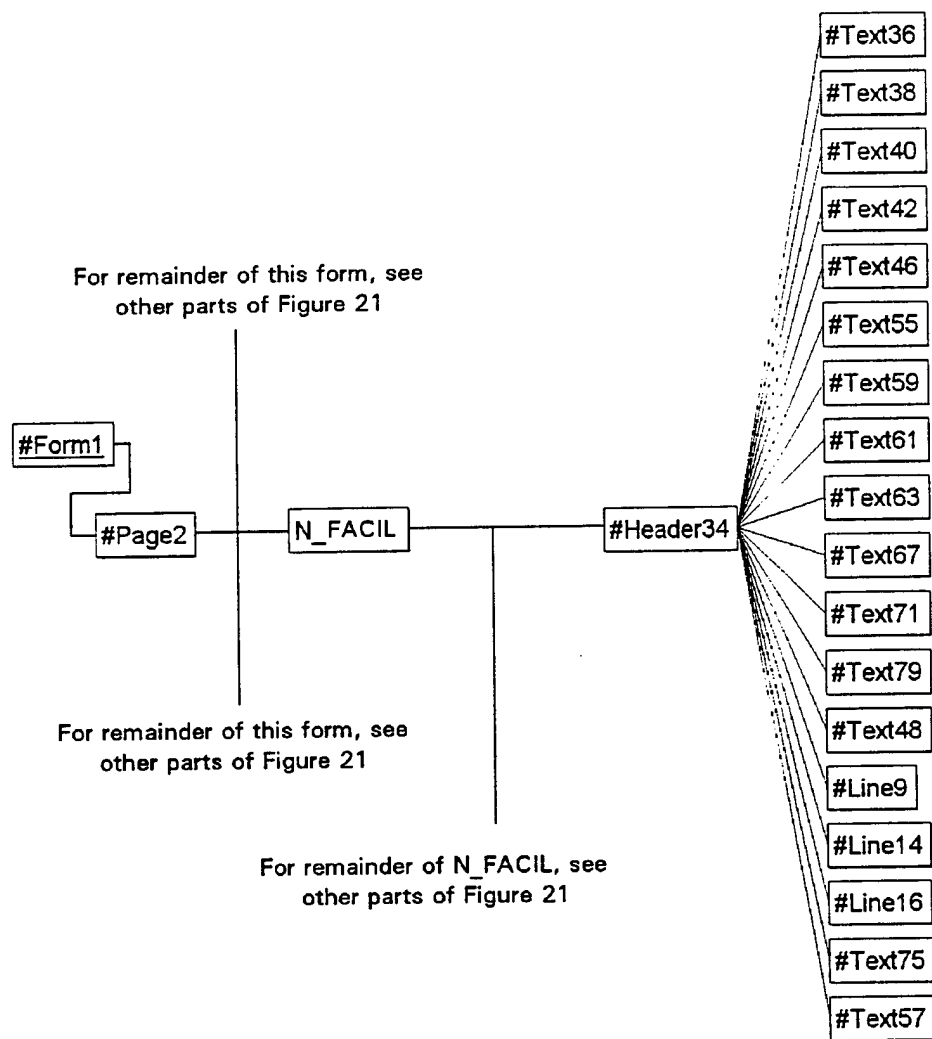 #Text36
#Text38
#Text40
#Text42
For remainder of this form, see
other parts of Figure 21
#Text46
#Text55
#Text59
#Form1
#Text61
#Text63
#Page2
N_FACIL
#Header34
#Text67
#Text71
#Text79
For remainder of this form, see
other parts of Figure 21
#Text48
#Line9
#Line14
For remainder of N_FACIL, see
other parts of Figure 21
#Line16
#Text75
#Text57